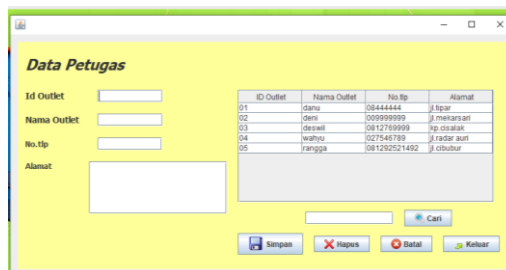 Data Petugas
Id Outlet
Nama Outlet
No.tlp
Alamat
ID Outlet Nama Outlet No.tlp Alamat
01 danu 08444444 jl.tipar
02 deni 009999999 jl.mekarsari
03 deswil 0812769999 kp.cisalak
04 wahyu 027546789 jl.radar auri
05 rangga 081292521492 jl.cibubur
Cari
Simpan Hapus Batal Keluar